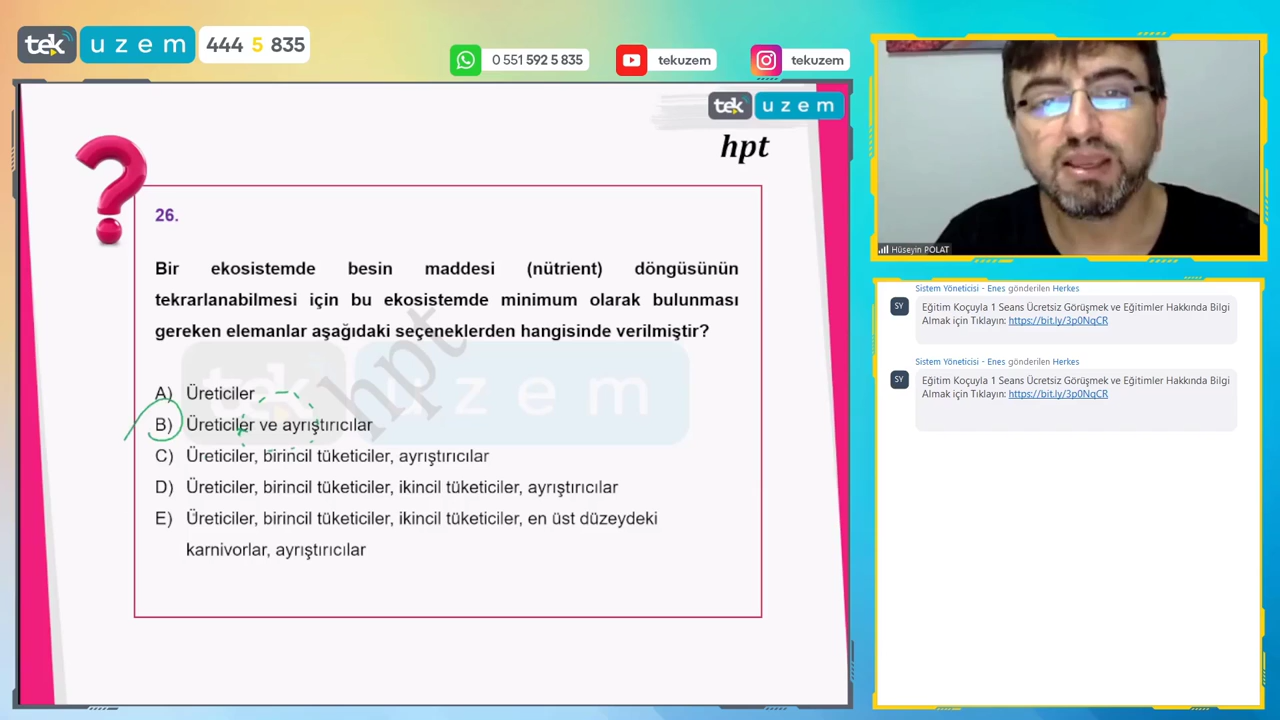 tek uzem 444 5 835
0 551 592 5 835
tekuzem
tekuzem
tek uzem
hpt
26.
Bir ekosistemde besin maddesi (nütrient) döngüsünün
tekrarlanabilmesi için bu ekosistemde minimum olarak bulunması
gereken elemanlar aşağıdaki seçeneklerden hangisinde verilmiştir?
tek uzem
hpt
A) Üreticiler
B) Üreticiler ve ayrıştırıcılar
C) Üreticiler, birincil tüketiciler, ayrıştırıcılar
D) Üreticiler, birincil tüketiciler, ikincil tüketiciler, ayrıştırıcılar
E) Üreticiler, birincil tüketiciler, ikincil tüketiciler, en üst düzeydeki
karnivorlar, ayrıştırıcılar
Hüseyin POLAT
Sistem Yöneticisi - Enes gönderilen Herkes
SY
Eğitim Koçuyla 1 Seans Ücretsiz Görüşmek ve Eğitimler Hakkında Bilgi
Almak için Tıklayın: https://bit.ly/3p0NqCR
Sistem Yöneticisi - Enes gönderilen Herkes
SY
Eğitim Koçuyla 1 Seans Ücretsiz Görüşmek ve Eğitimler Hakkında Bilgi
Almak için Tıklayın: https://bit.ly/3p0NqCR